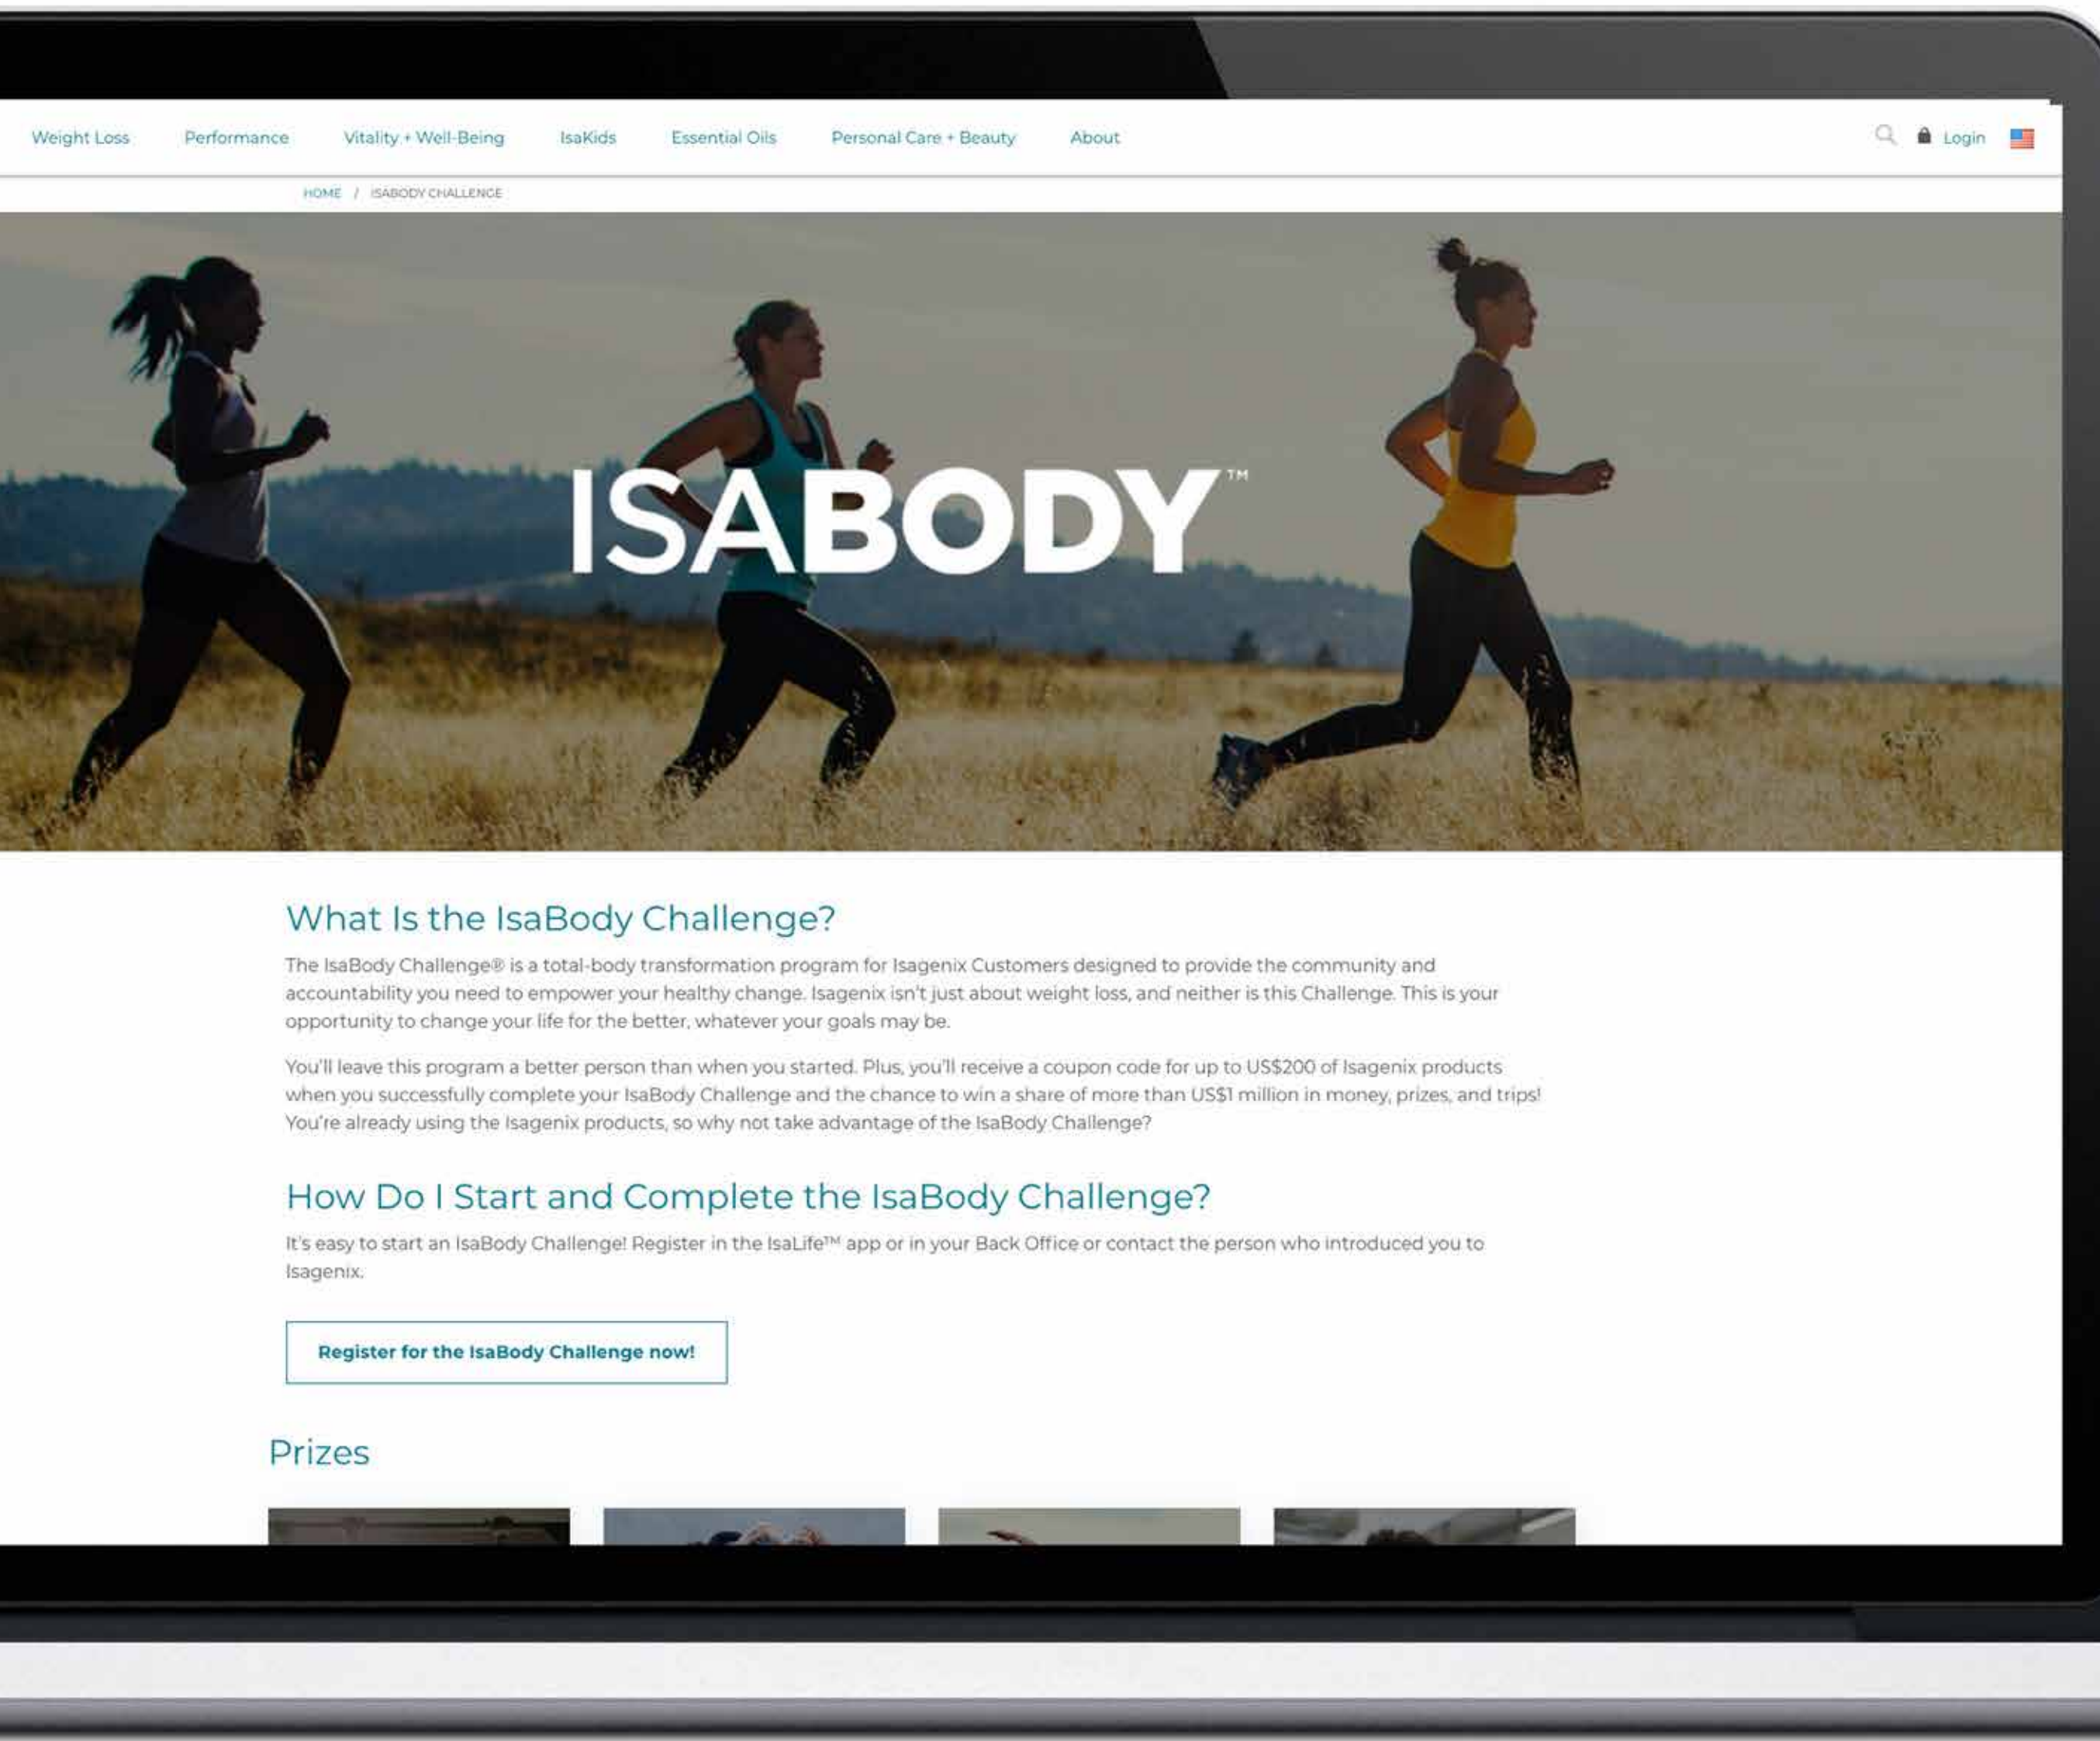 Weight Loss Performance Vitality + Well-Being IsaKids Essential Oils Personal Care + Beauty About Login
HOME / ISABODY CHALLENGE
ISABODY™
What Is the IsaBody Challenge?
The IsaBody Challenge® is a total-body transformation program for Isagenix Customers designed to provide the community and
accountability you need to empower your healthy change. Isagenix isn't just about weight loss, and neither is this Challenge. This is your
opportunity to change your life for the better, whatever your goals may be.
You'll leave this program a better person than when you started. Plus, you'll receive a coupon code for up to US$200 of Isagenix products
when you successfully complete your IsaBody Challenge and the chance to win a share of more than US$1 million in money, prizes, and trips!
You're already using the Isagenix products, so why not take advantage of the IsaBody Challenge?
How Do I Start and Complete the IsaBody Challenge?
It's easy to start an IsaBody Challenge! Register in the IsaLife™ app or in your Back Office or contact the person who introduced you to
Isagenix.
Register for the IsaBody Challenge now!
Prizes